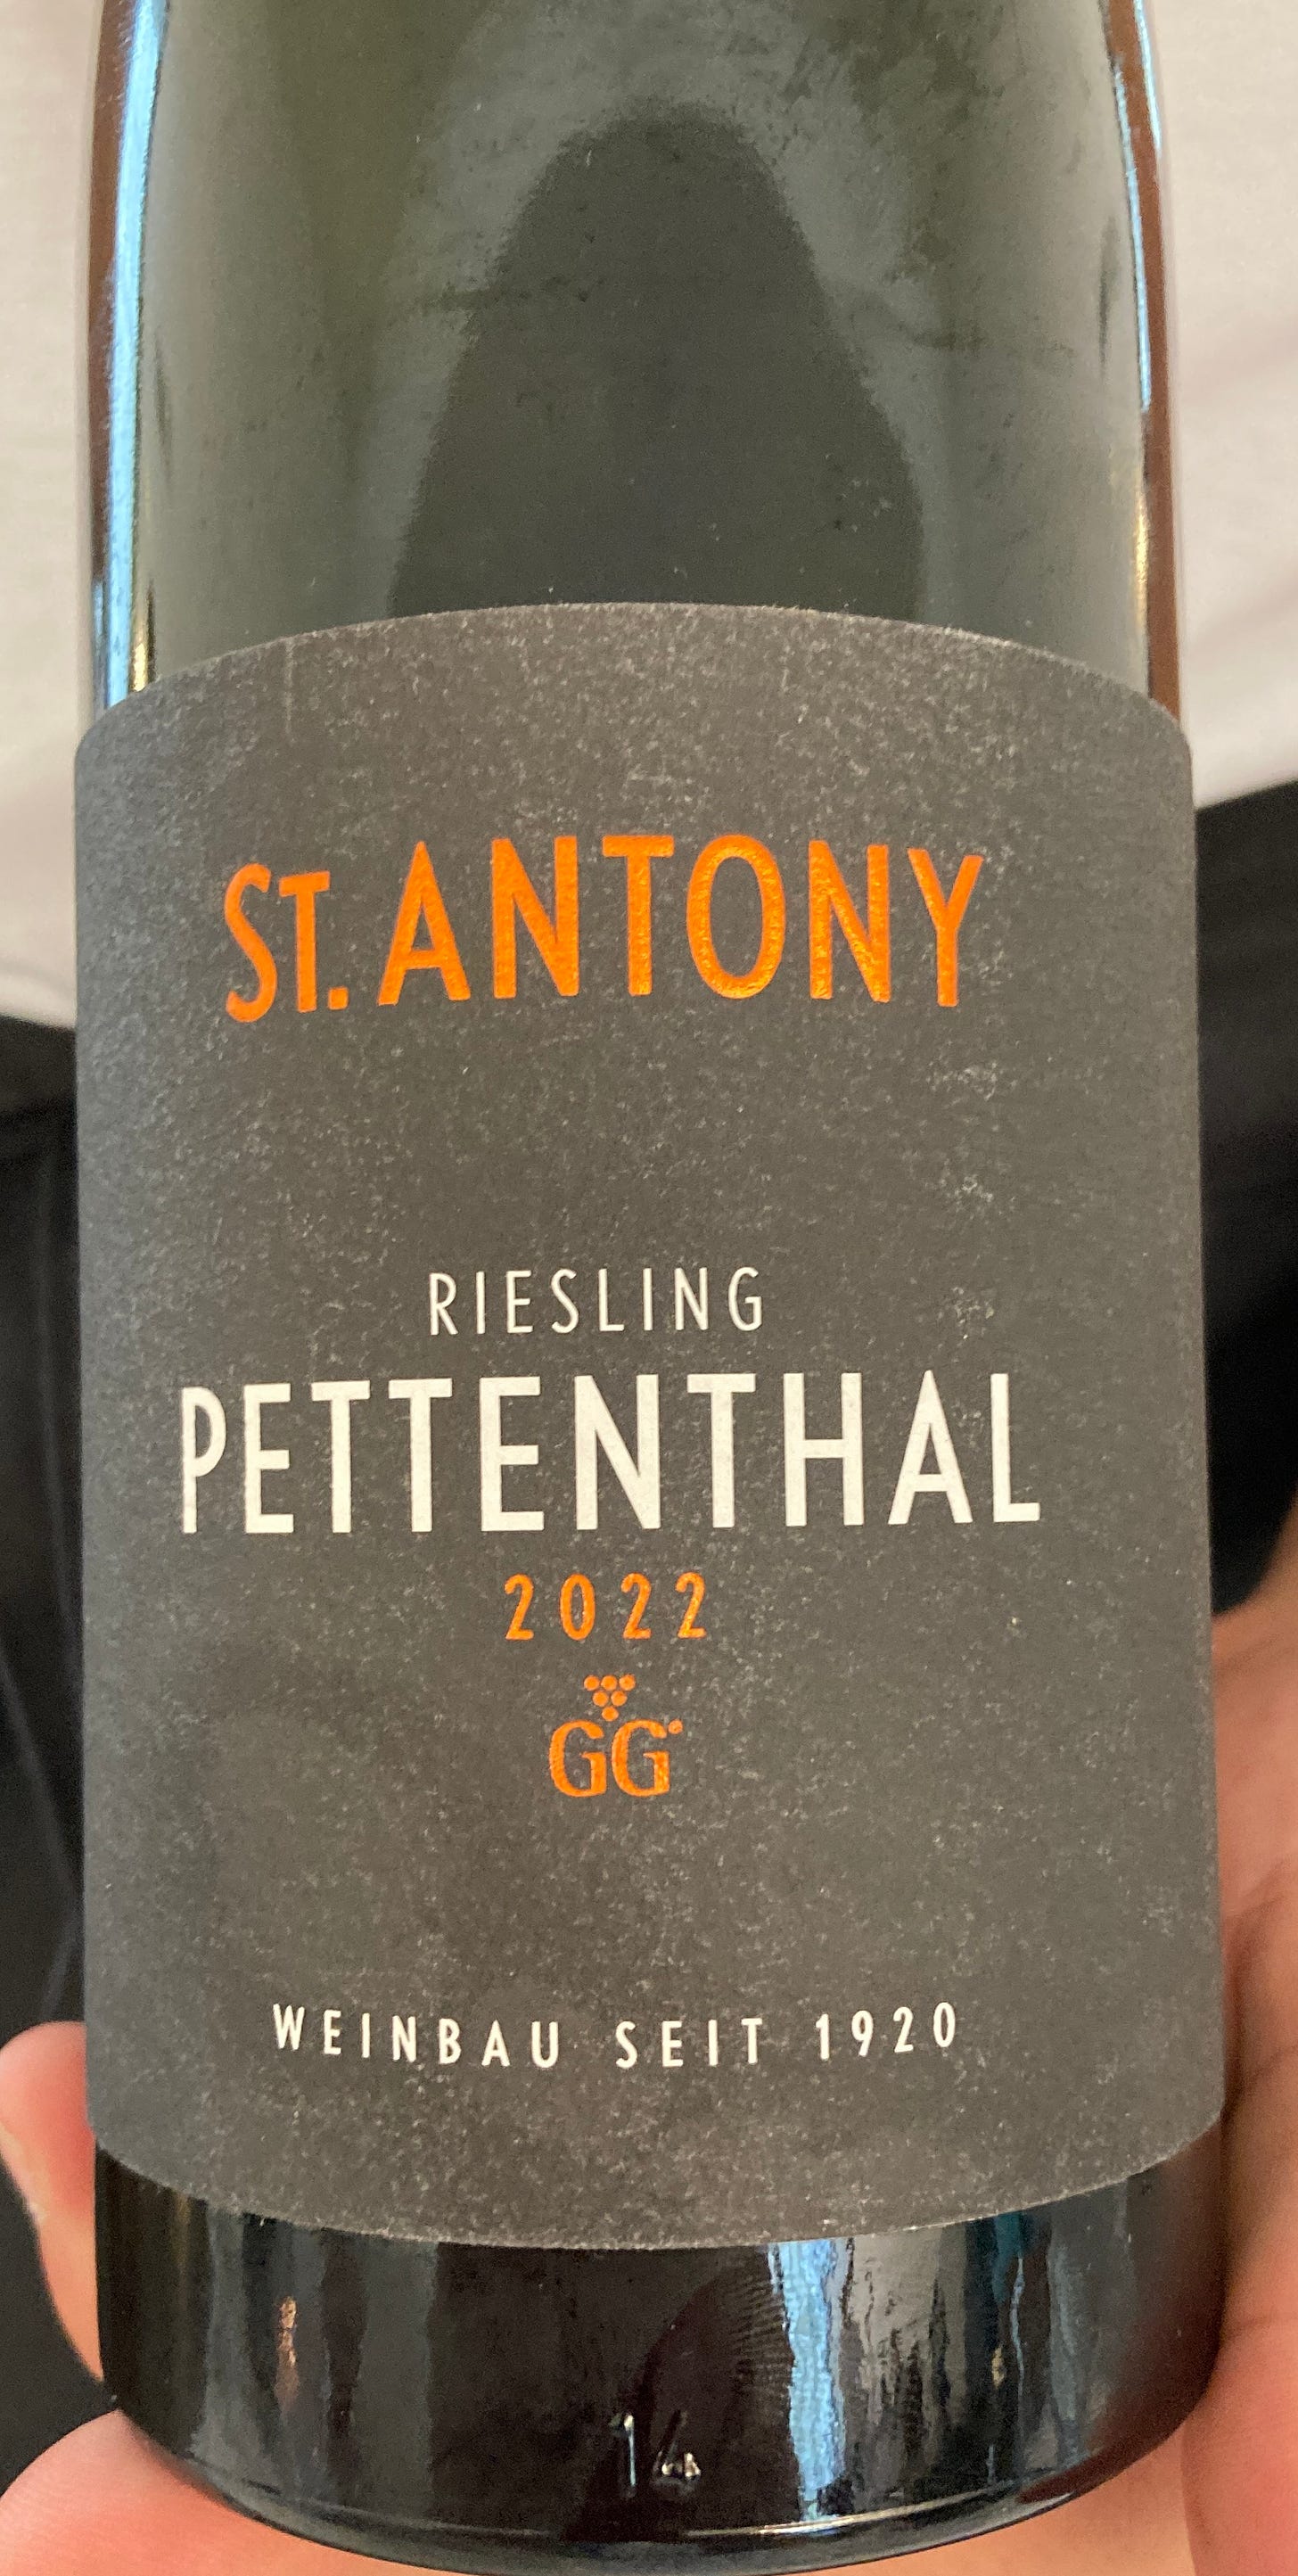 ST. ANTONY
RIESLING
PETTENTHAL
2022
GG
WEINBAU SEIT 1920
14